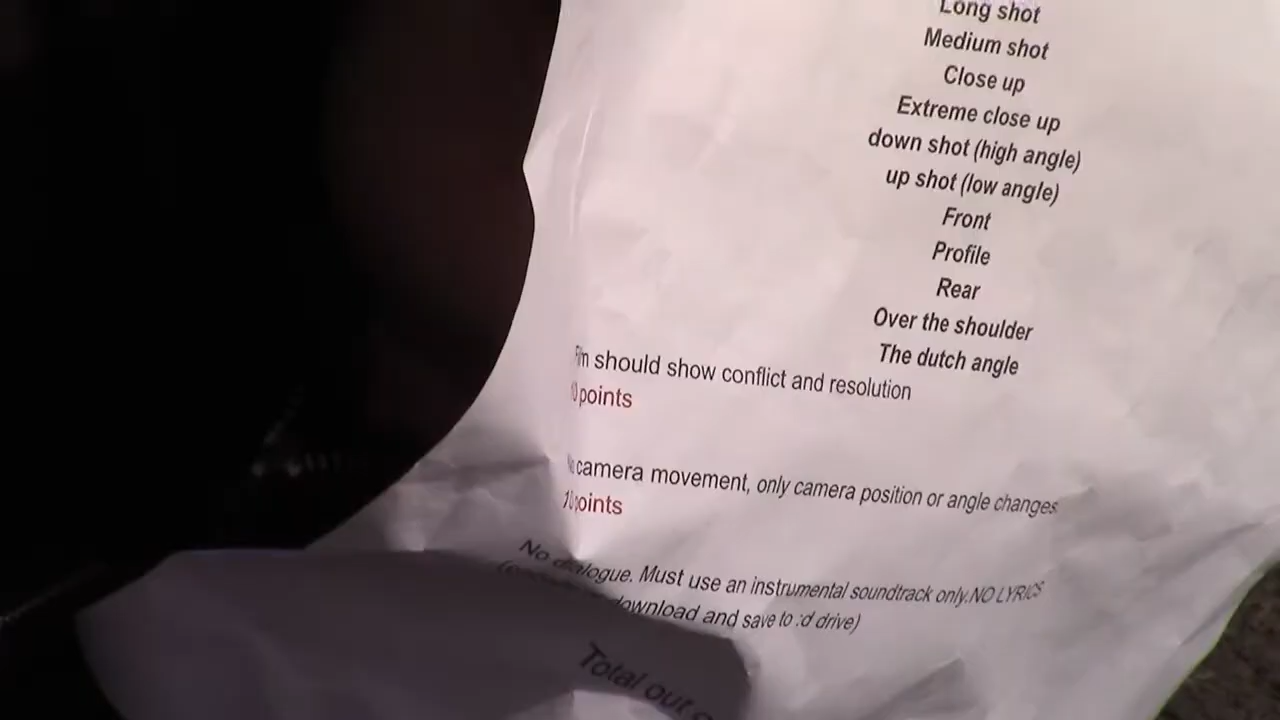 Long shot
Medium shot
Close up
Extreme close up
down shot (high angle)
up shot (low angle)
Front
Profile
Rear
Over the shoulder
The dutch angle
Film should show conflict and resolution
points
camera movement, only camera position or angle changes
10 points
No dialogue. Must use an instrumental soundtrack only.NO LYRICS
download and save to :d drive)
Total out